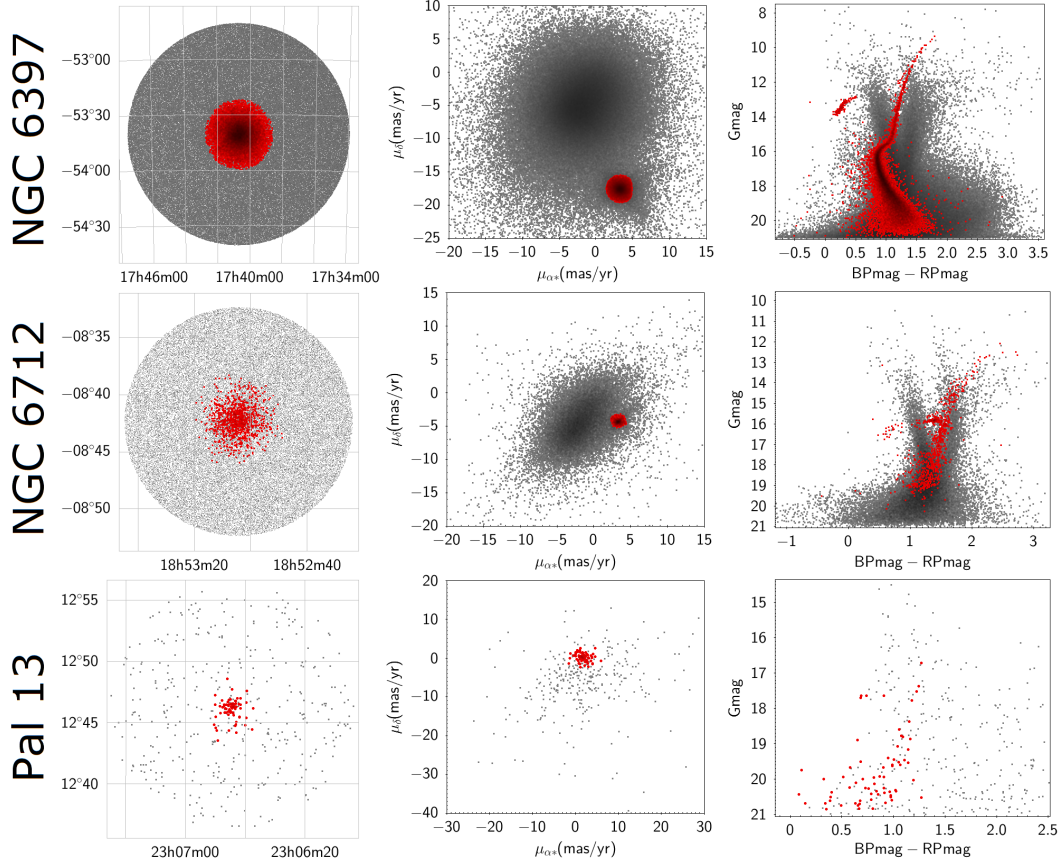 NGC 6397
−53°00
−53°30
−54°00
−54°30
17h46m00 17h40m00 17h34m00
10
5
0
−5
−10
−15
−20
−25
−20 −15 −10 −5 0 5 10 15
μδ(mas/yr)
μα*(mas/yr)
8
10
12
14
16
18
20
−0.5 0 0.5 1.0 1.5 2.0 2.5 3.0 3.5
Gmag
BPmag − RPmag
NGC 6712
−08°35
−08°40
−08°45
−08°50
18h53m20 18h52m40
15
10
5
0
−5
−10
−15
−20
−20 −15 −10 −5 0 5 10 15
μδ(mas/yr)
μα*(mas/yr)
10
11
12
13
14
15
16
17
18
19
20
21
−1 0 1 2 3
Gmag
BPmag − RPmag
Pal 13
12°55
12°50
12°45
12°40
23h07m00 23h06m20
20
10
0
−10
−20
−30
−40
−30 −20 −10 0 10 20 30
μδ(mas/yr)
μα*(mas/yr)
15
16
17
18
19
20
21
0 0.5 1.0 1.5 2.0 2.5
Gmag
BPmag − RPmag